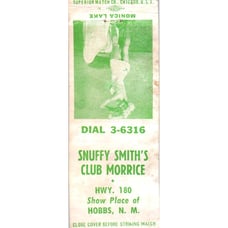 SUPERIOR MATCH CO. CHICAGO, U.S.A.
MONICA LANE
DIAL 3-6316
SNUFFY SMITH'S
CLUB MORRICE
HWY. 180
Show Place of
HOBBS, N. M.
CLOSE COVER BEFORE STRIKING MATCH